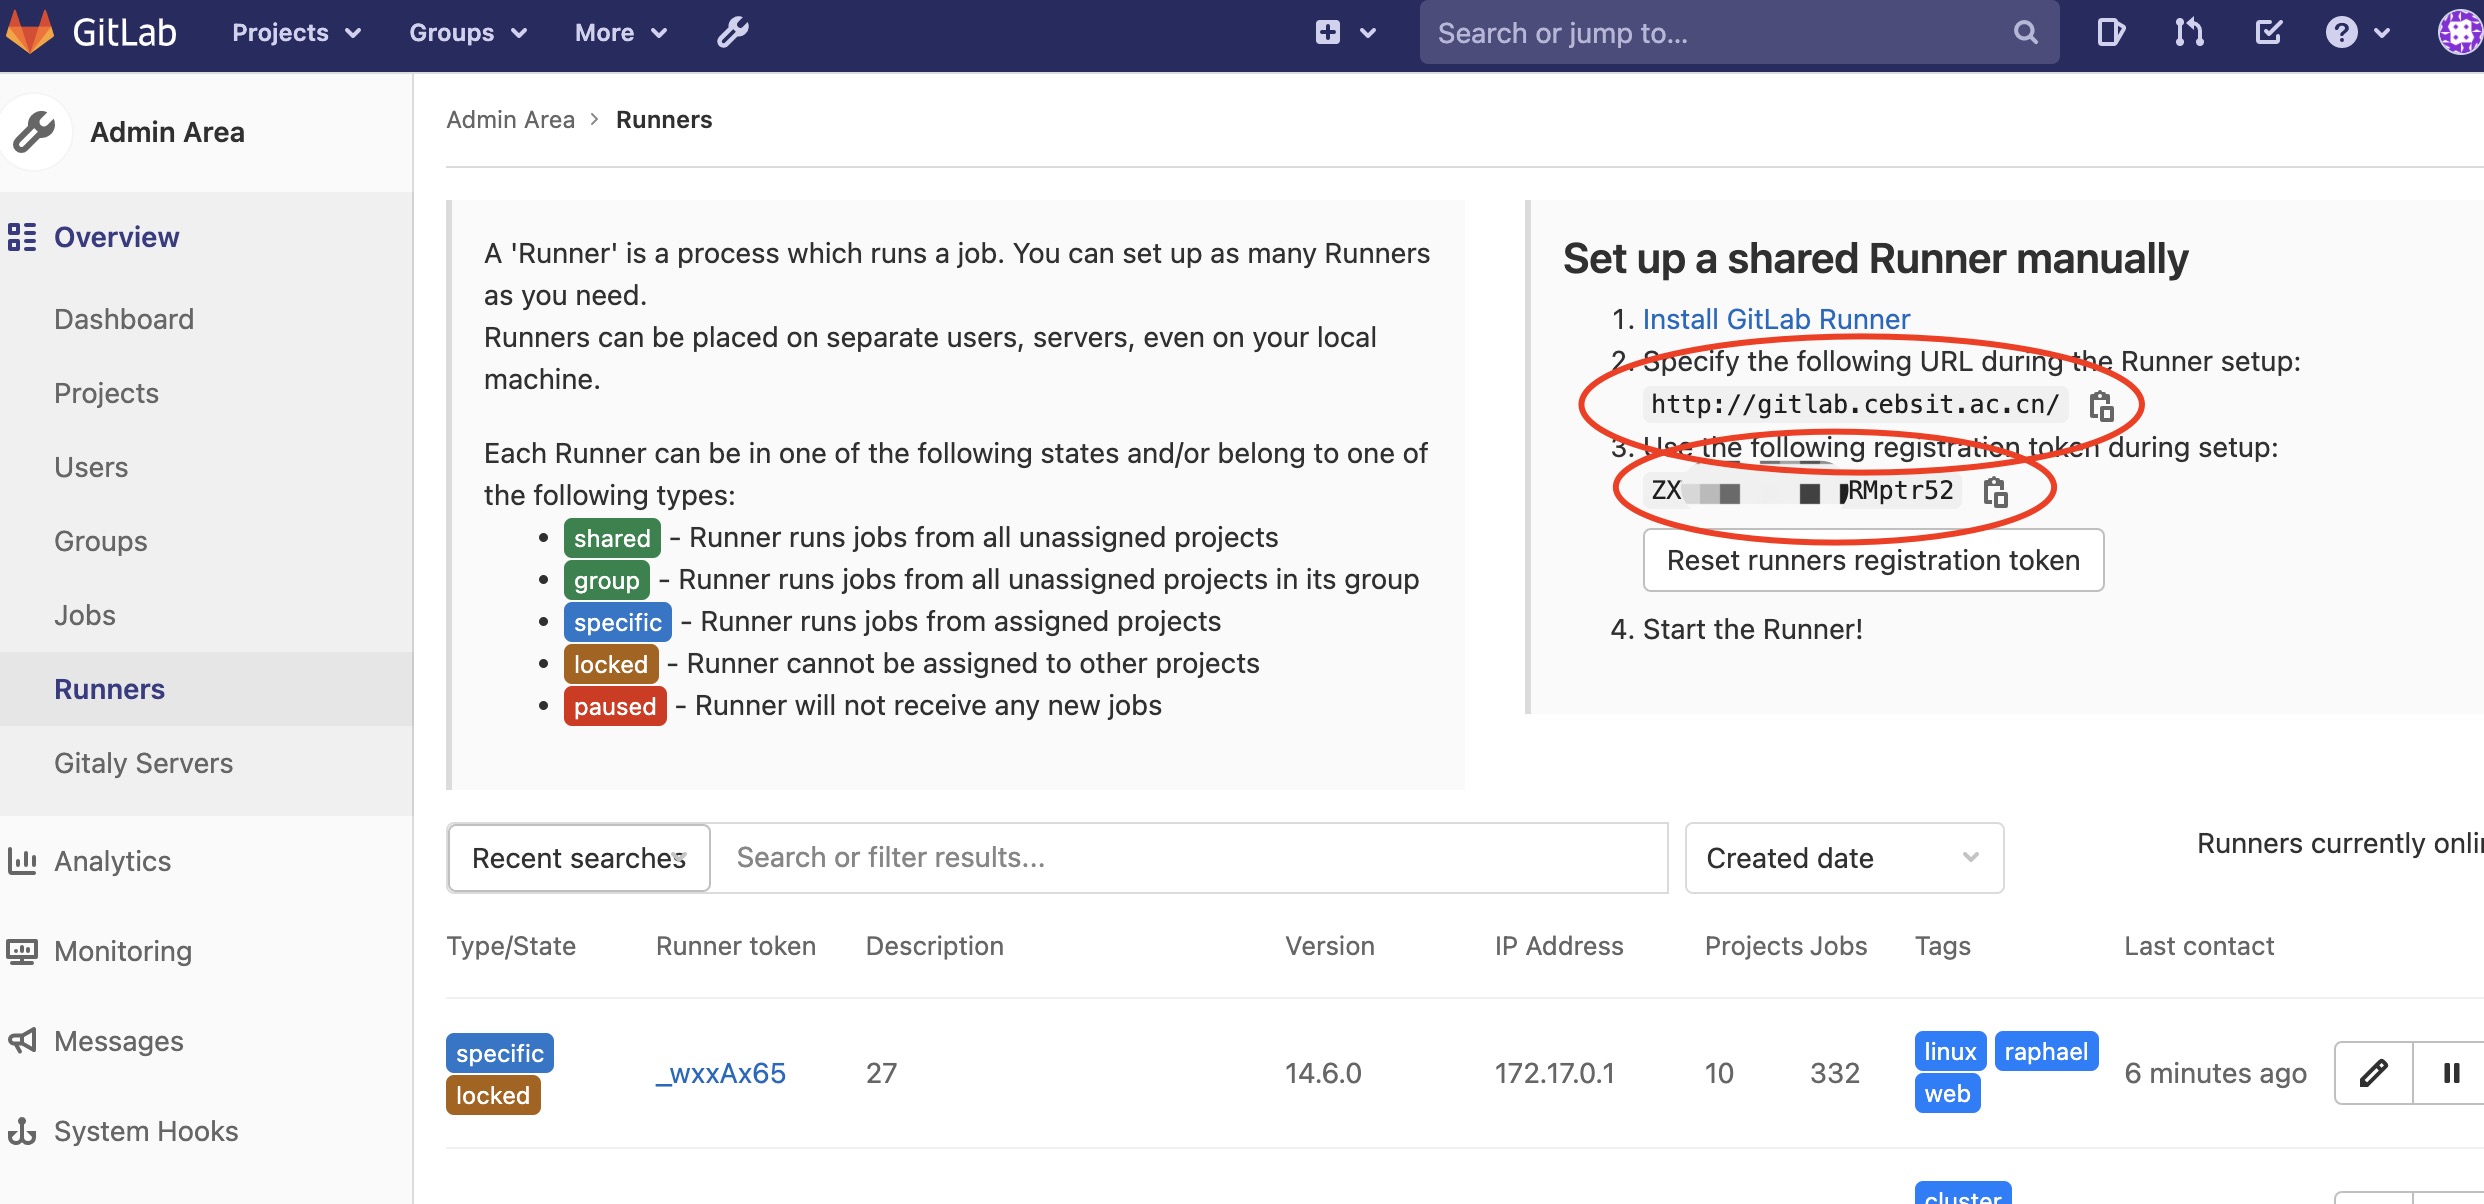 GitLab Projects Groups More Search or jump to...
Admin Area
Overview
Dashboard
Projects
Users
Groups
Jobs
Runners
Gitaly Servers
Analytics
Monitoring
Messages
System Hooks
Admin Area > Runners
A 'Runner' is a process which runs a job. You can set up as many Runners
as you need.
Runners can be placed on separate users, servers, even on your local
machine.
Each Runner can be in one of the following states and/or belong to one of
the following types:
• shared - Runner runs jobs from all unassigned projects
• group - Runner runs jobs from all unassigned projects in its group
• specific - Runner runs jobs from assigned projects
• locked - Runner cannot be assigned to other projects
• paused - Runner will not receive any new jobs
Set up a shared Runner manually
1. Install GitLab Runner
2. Specify the following URL during the Runner setup:
http://gitlab.cebsit.ac.cn/
3. Use the following registration token during setup:
ZX RMptr52
Reset runners registration token
4. Start the Runner!
Recent searches Search or filter results... Created date
Runners currently onli
Type/State Runner token Description Version IP Address Projects Jobs Tags Last contact
specific locked _wxxAx65 27 14.6.0 172.17.0.1 10 332 linux raphael web 6 minutes ago
cluster